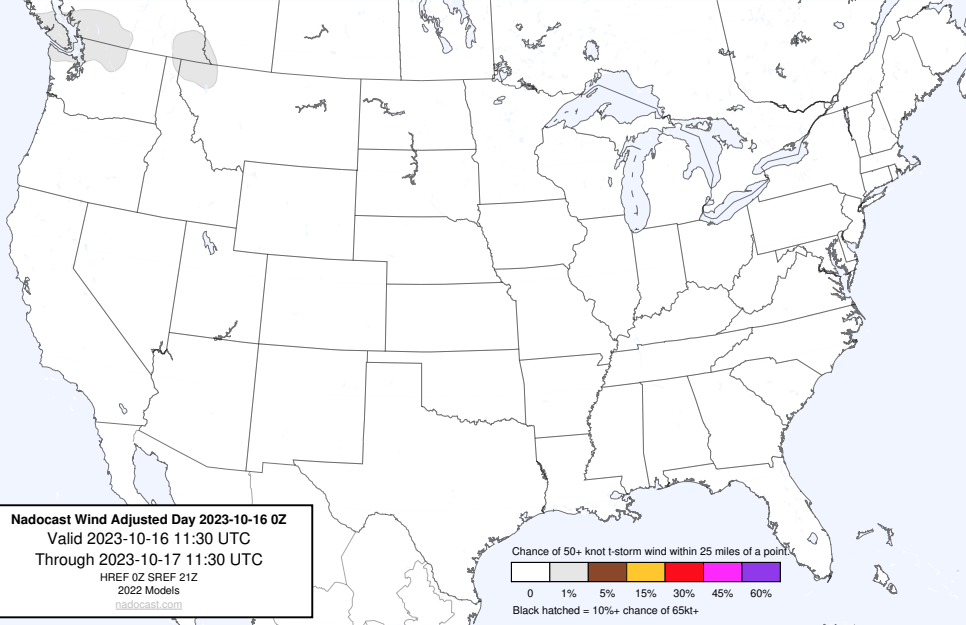 Nadocast Wind Adjusted Day 2023-10-16 0Z
Valid 2023-10-16 11:30 UTC
Through 2023-10-17 11:30 UTC
HREF 0Z SREF 21Z
2022 Models
nadocast.com
Chance of 50+ knot t-storm wind within 25 miles of a point.
0 1% 5% 15% 30% 45% 60%
Black hatched = 10%+ chance of 65kt+